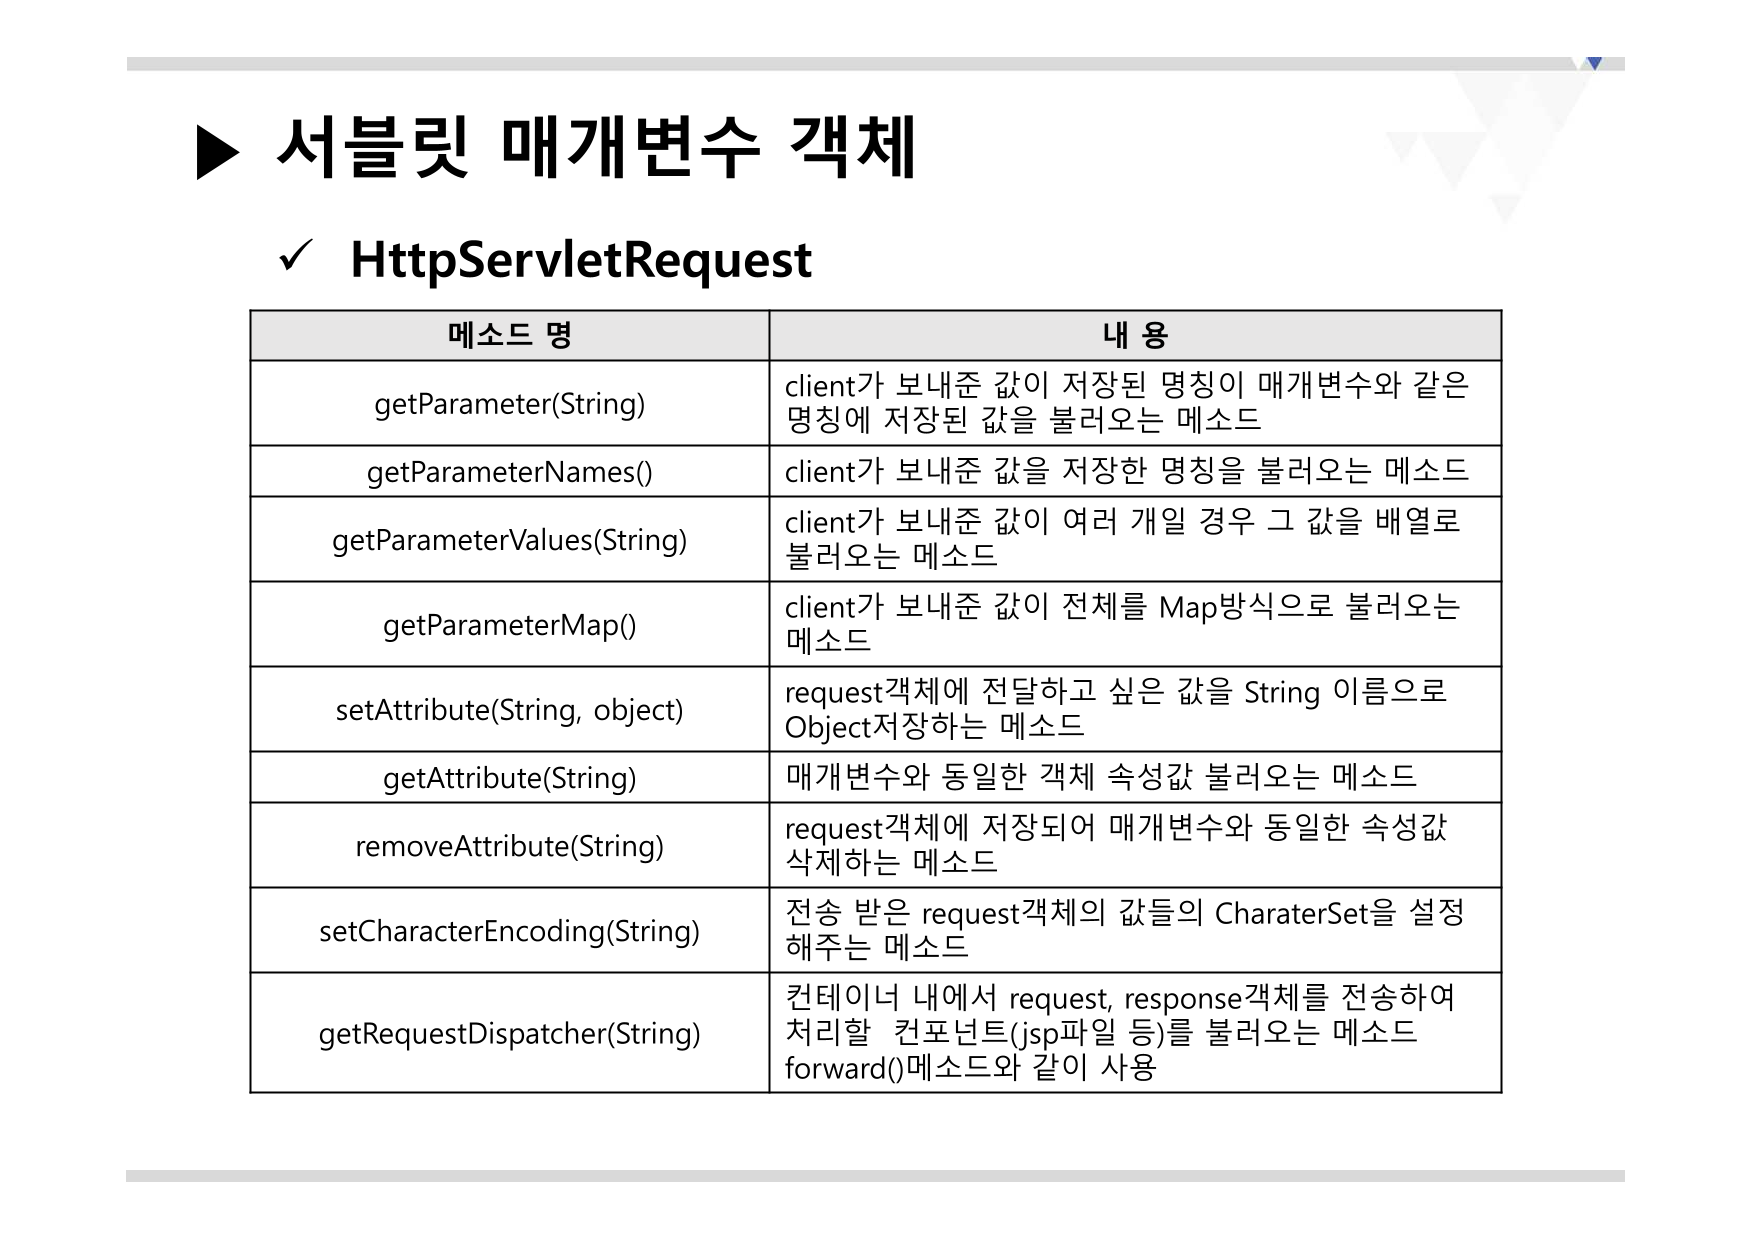 ▶ 서블릿 매개변수 객체
✓ HttpServletRequest
메소드 명
내 용
getParameter(String)
client가 보내준 값이 저장된 명칭이 매개변수와 같은
명칭에 저장된 값을 불러오는 메소드
getParameterNames()
client가 보내준 값을 저장한 명칭을 불러오는 메소드
getParameterValues(String)
client가 보내준 값이 여러 개일 경우 그 값을 배열로
불러오는 메소드
getParameterMap()
client가 보내준 값이 전체를 Map방식으로 불러오는
메소드
setAttribute(String, object)
request객체에 전달하고 싶은 값을 String 이름으로
Object저장하는 메소드
getAttribute(String)
매개변수와 동일한 객체 속성값 불러오는 메소드
removeAttribute(String)
request객체에 저장되어 매개변수와 동일한 속성값
삭제하는 메소드
setCharacterEncoding(String)
전송 받은 request객체의 값들의 CharaterSet을 설정
해주는 메소드
getRequestDispatcher(String)
컨테이너 내에서 request, response객체를 전송하여
처리할 컨포넌트(jsp파일 등)를 불러오는 메소드
forward()메소드와 같이 사용